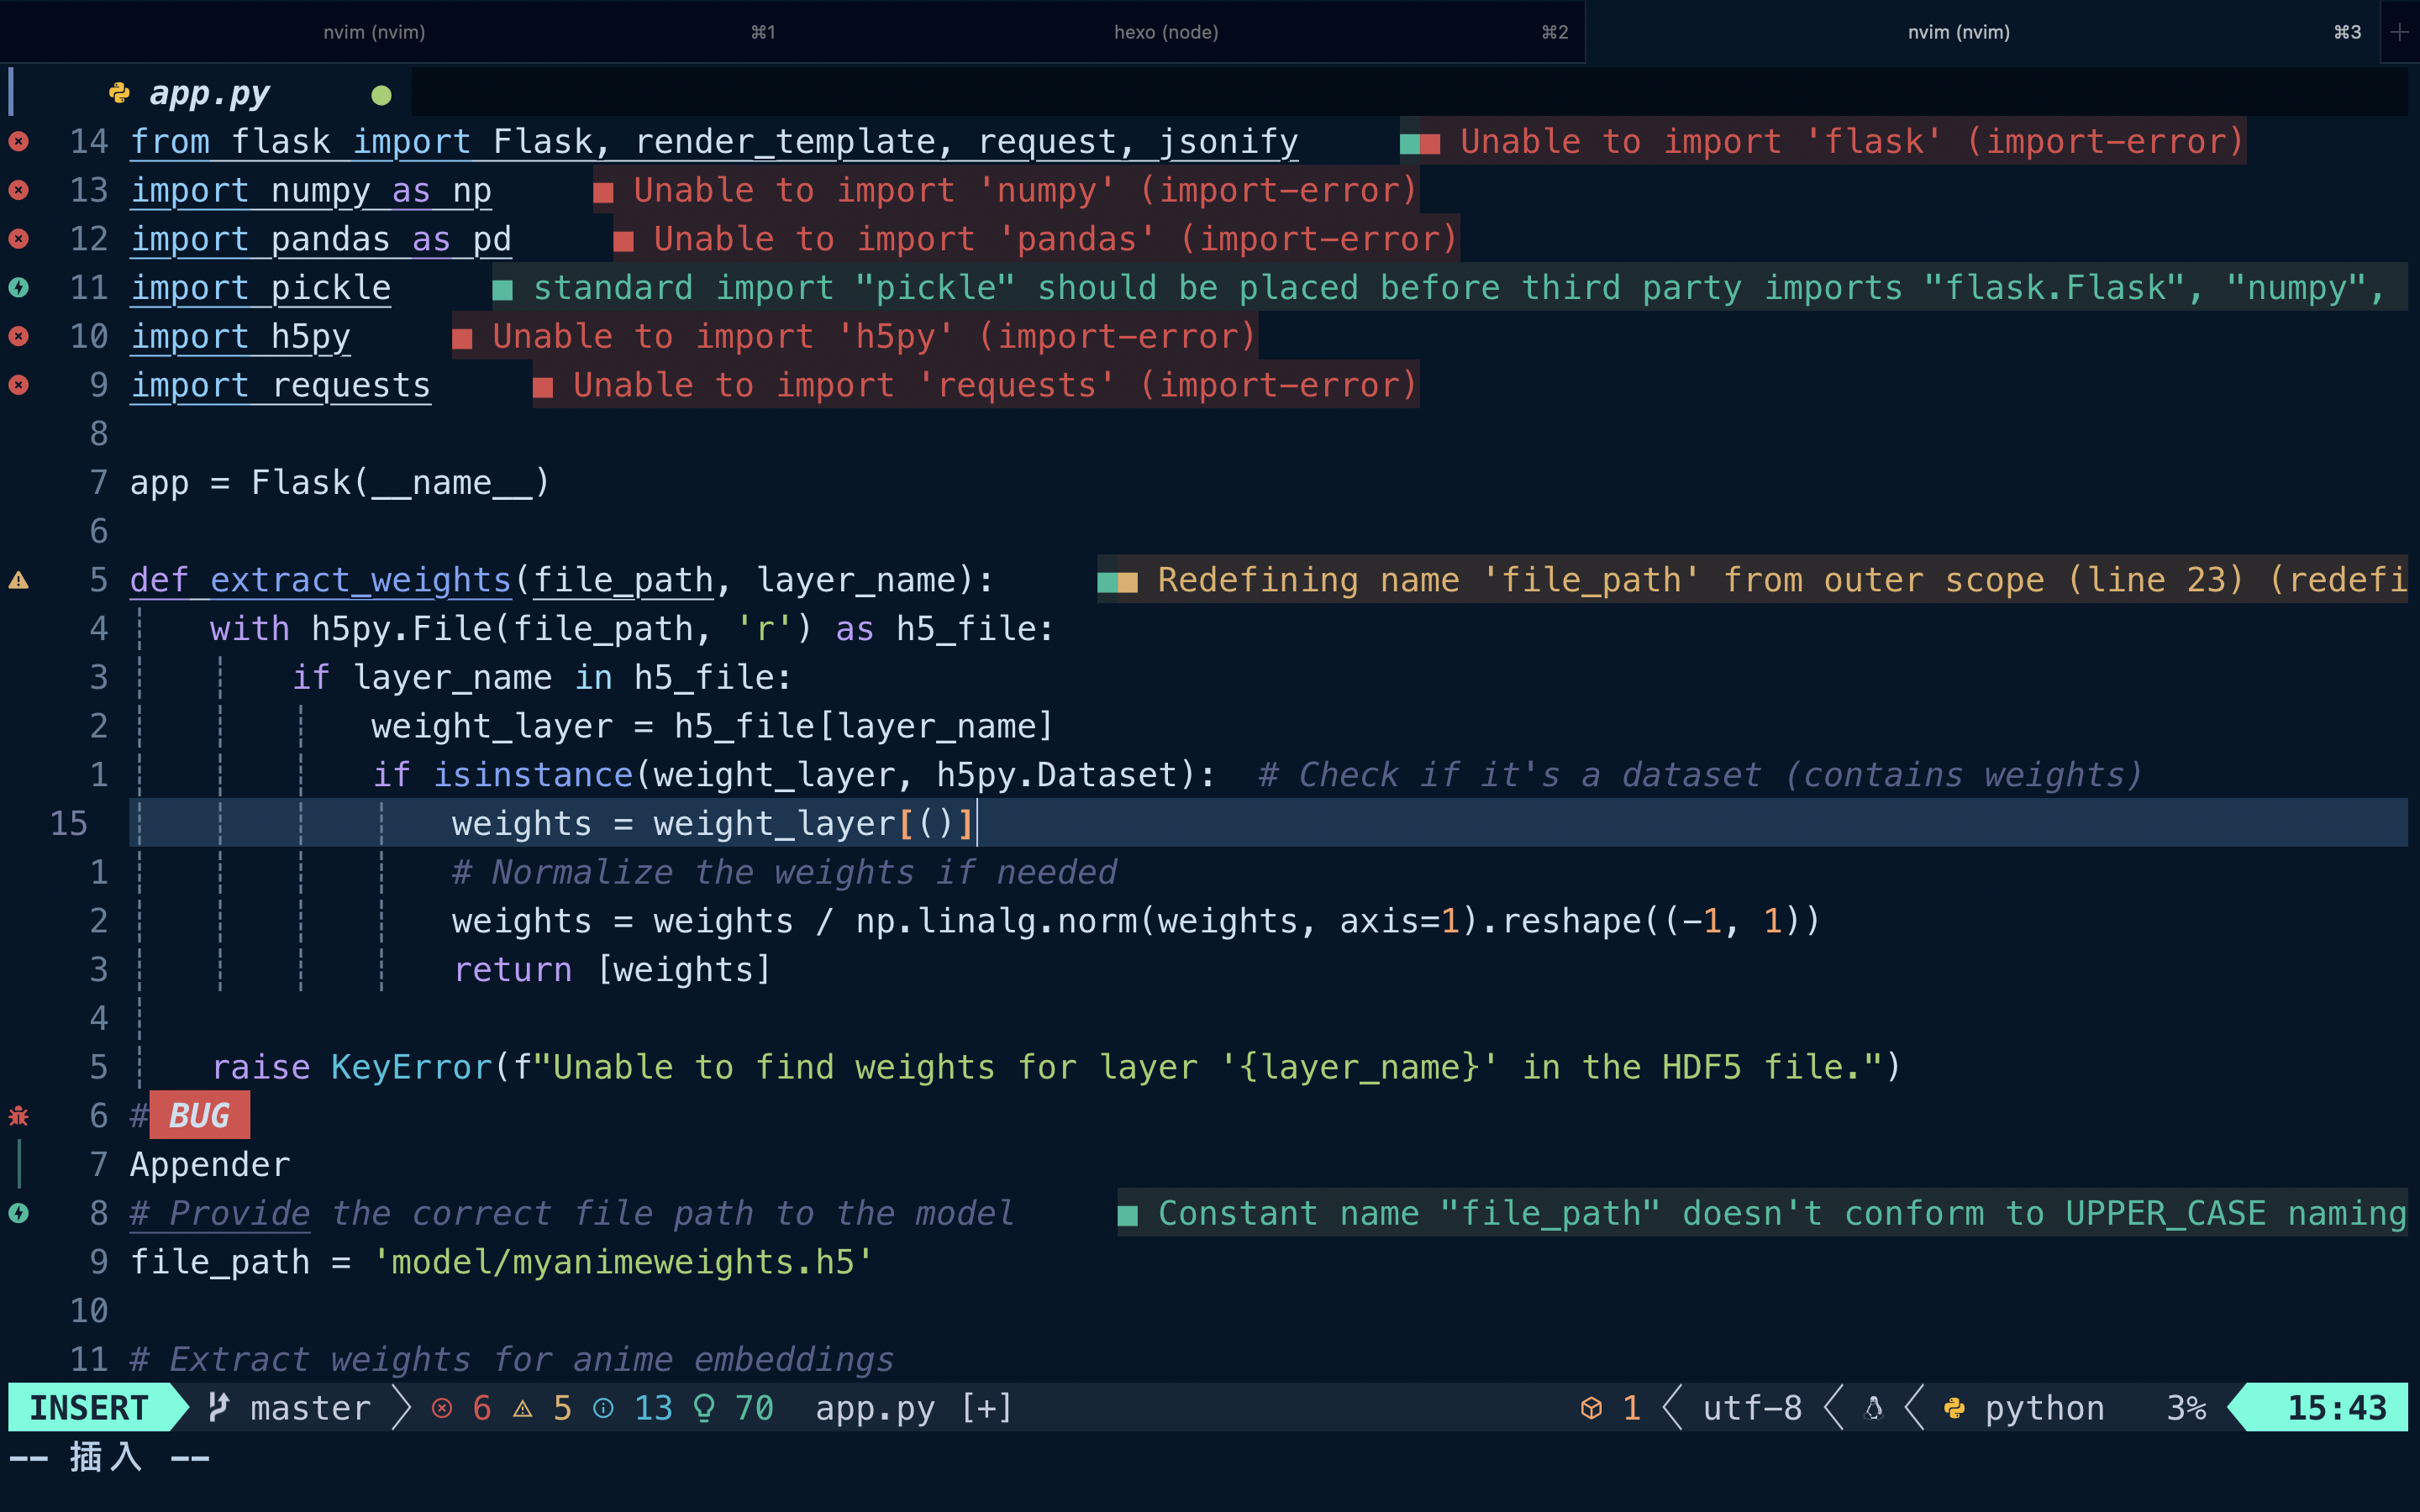 nvim (nvim) ⌘1 hexo (node) ⌘2 nvim (nvim) ⌘3 +
app.py
14 from flask import Flask, render_template, request, jsonify ■■ Unable to import 'flask' (import-error)
13 import numpy as np ■ Unable to import 'numpy' (import-error)
12 import pandas as pd ■ Unable to import 'pandas' (import-error)
11 import pickle ■ standard import "pickle" should be placed before third party imports "flask.Flask", "numpy",
10 import h5py ■ Unable to import 'h5py' (import-error)
9 import requests ■ Unable to import 'requests' (import-error)
8
7 app = Flask(__name__)
6
5 def extract_weights(file_path, layer_name): ■■ Redefining name 'file_path' from outer scope (line 23) (redefi
4 with h5py.File(file_path, 'r') as h5_file:
3 if layer_name in h5_file:
2 weight_layer = h5_file[layer_name]
1 if isinstance(weight_layer, h5py.Dataset): # Check if it's a dataset (contains weights)
15 weights = weight_layer[()]
1 # Normalize the weights if needed
2 weights = weights / np.linalg.norm(weights, axis=1).reshape((-1, 1))
3 return [weights]
4
5 raise KeyError(f"Unable to find weights for layer '{layer_name}' in the HDF5 file.")
6 # BUG
7 Appender
8 # Provide the correct file path to the model ■ Constant name "file_path" doesn't conform to UPPER_CASE naming
9 file_path = 'model/myanimeweights.h5'
10
11 # Extract weights for anime embeddings
INSERT master 6 5 13 70 app.py [+] 1 utf-8 python 3% 15:43
-- 插入 --